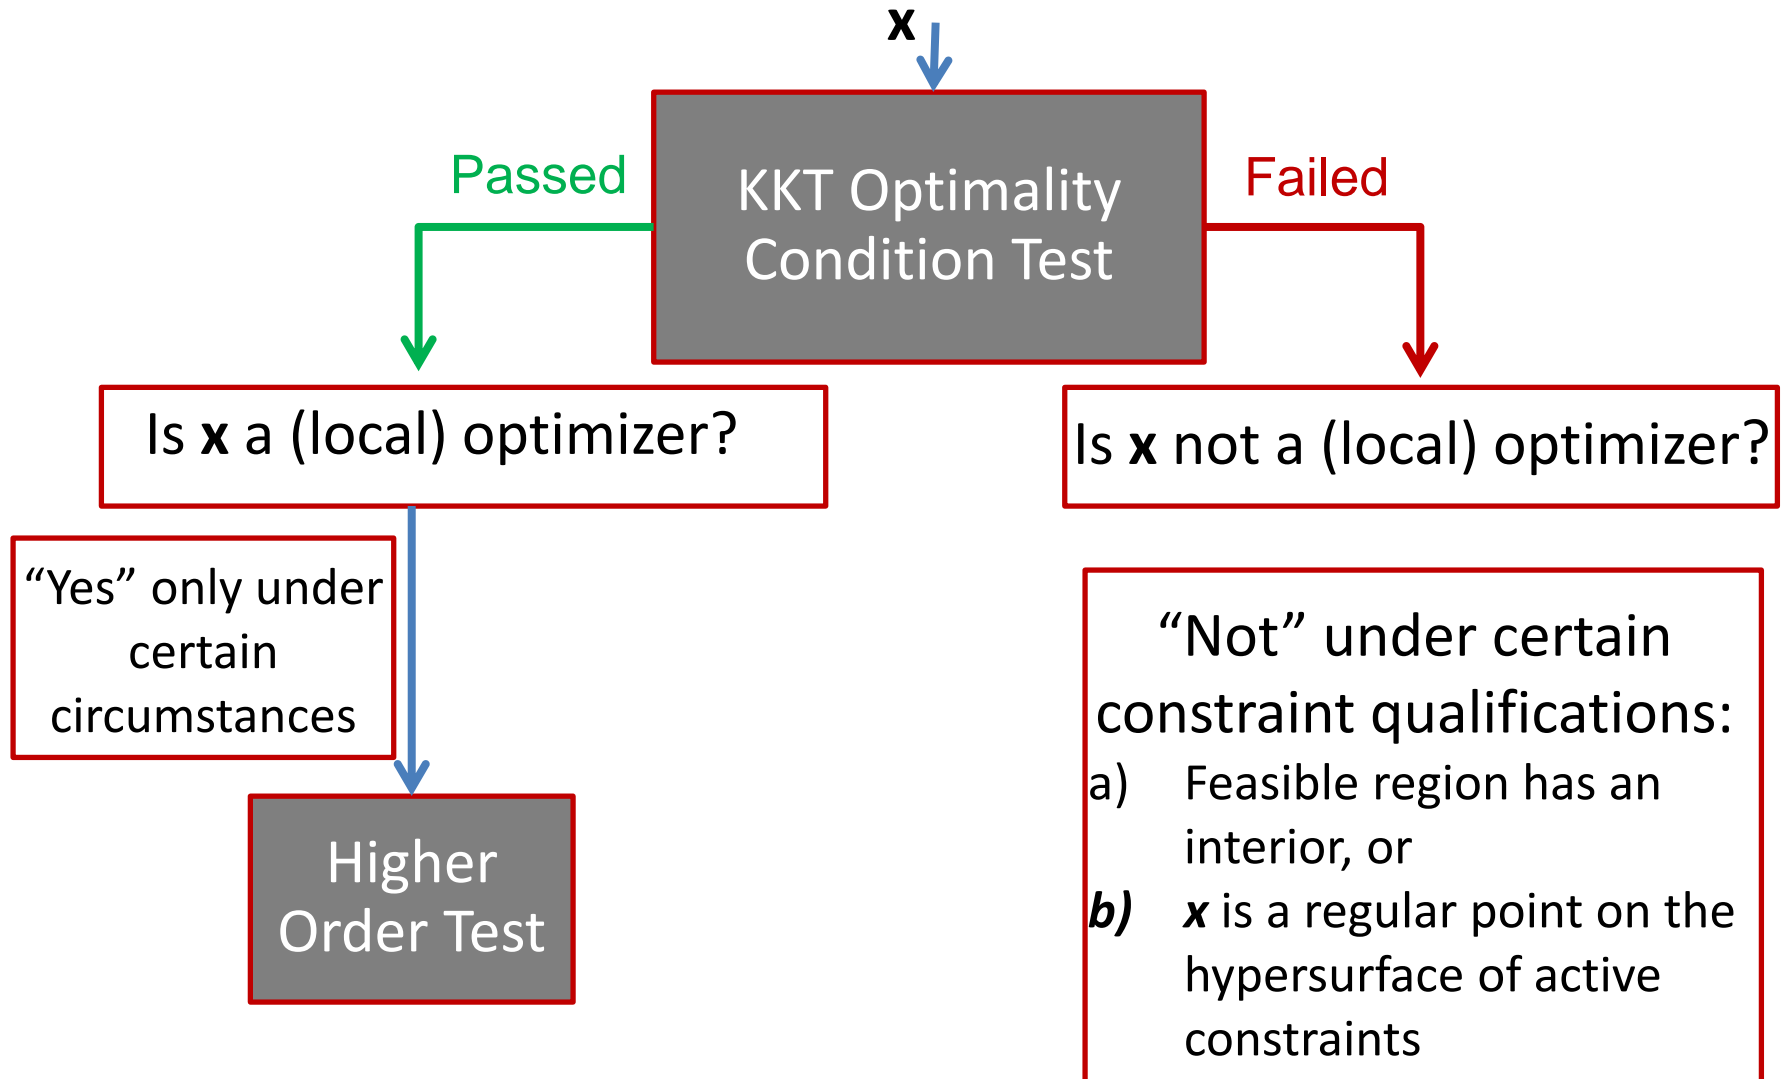 x
Passed
KKT Optimality
Condition Test
Failed
Is x a (local) optimizer?
Is x not a (local) optimizer?
“Yes” only under
certain
circumstances
Higher
Order Test
“Not” under certain
constraint qualifications:
a) Feasible region has an
interior, or
b) x is a regular point on the
hypersurface of active
constraints